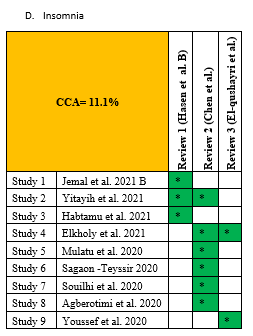 D. Insomnia
CCA= 11.1%
Review 1 (Hasen et al. B)
Review 2 (Chen et al.)
Review 3 (El-qushayri et al.)
Study 1 Jemal et al. 2021 B *
Study 2 Yitayih et al. 2021 * *
Study 3 Habtamu et al. 2021 *
Study 4 Elkholy et al. 2021 * *
Study 5 Mulatu et al. 2020 *
Study 6 Sagaon -Teyssir 2020 *
Study 7 Souilhi et al. 2020 *
Study 8 Agberotimi et al. 2020 *
Study 9 Youssef et al. 2020 *